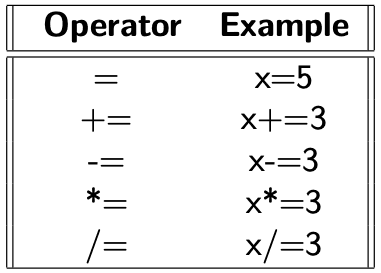 Operator Example
= x=5
+= x+=3
-= x-=3
*= x*=3
/= x/=3